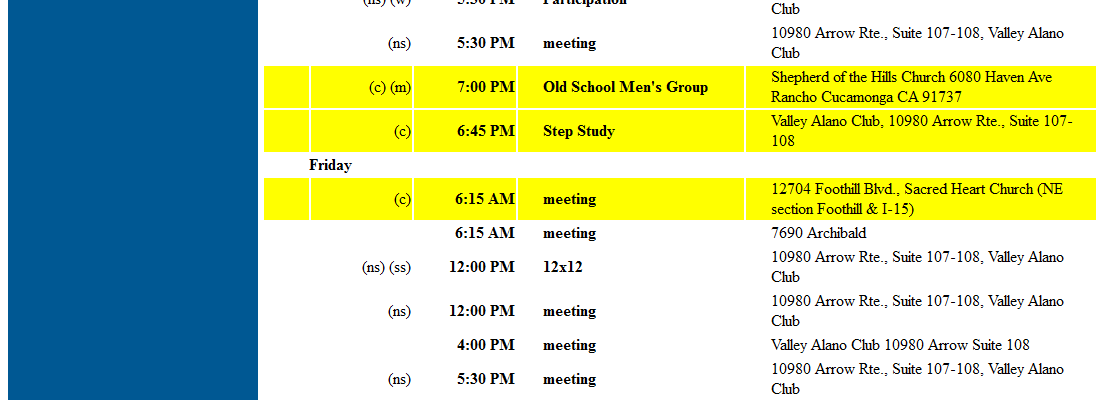 (ns) (w) 5:30 PM Participation
Club
10980 Arrow Rte., Suite 107-108, Valley Alano
(ns) 5:30 PM meeting
Club
Shepherd of the Hills Church 6080 Haven Ave
(c) (m) 7:00 PM Old School Men's Group
Rancho Cucamonga CA 91737
Valley Alano Club, 10980 Arrow Rte., Suite 107-
(c) 6:45 PM Step Study
108
Friday
12704 Foothill Blvd., Sacred Heart Church (NE
(c) 6:15 AM meeting
section Foothill & I-15)
6:15 AM meeting 7690 Archibald
10980 Arrow Rte., Suite 107-108, Valley Alano
(ns) (ss) 12:00 PM 12x12
Club
10980 Arrow Rte., Suite 107-108, Valley Alano
(ns) 12:00 PM meeting
Club
4:00 PM meeting Valley Alano Club 10980 Arrow Suite 108
10980 Arrow Rte., Suite 107-108, Valley Alano
(ns) 5:30 PM meeting
Club